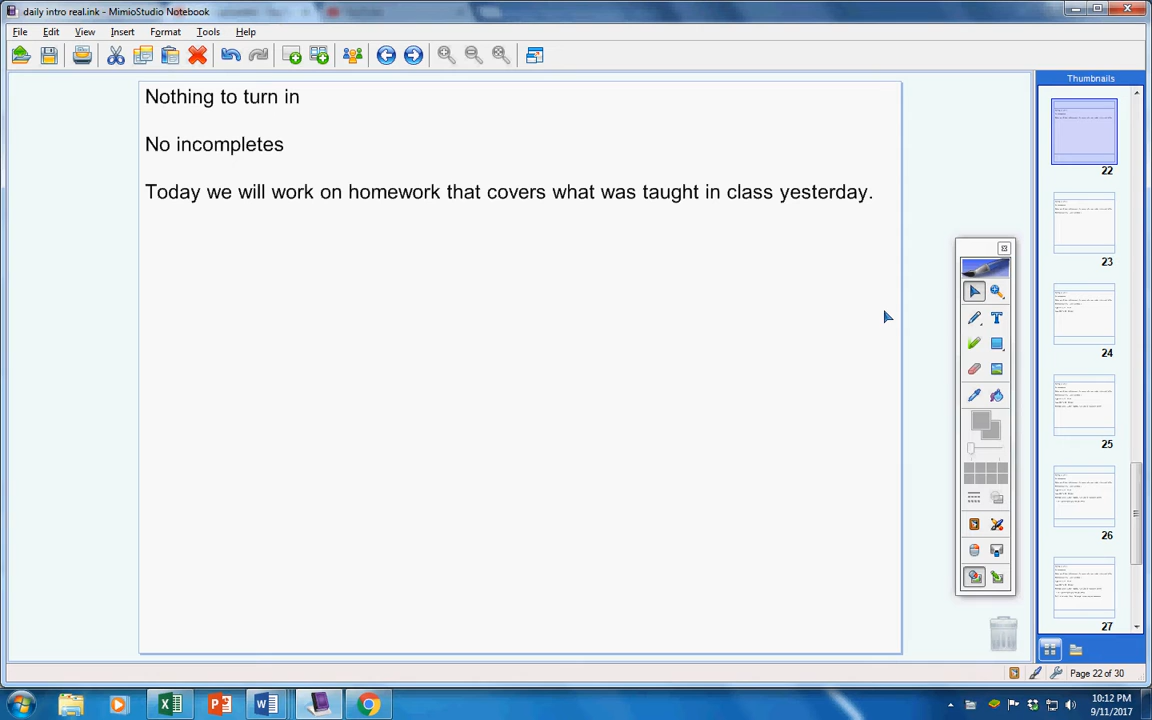 daily intro real.ink - MimioStudio Notebook
File Edit View Insert Format Tools Help
Thumbnails
Nothing to turn in
No incompletes
Today we will work on homework that covers what was taught in class yesterday.
22
23
24
25
26
27
Page 22 of 30
10:12 PM
9/11/2017